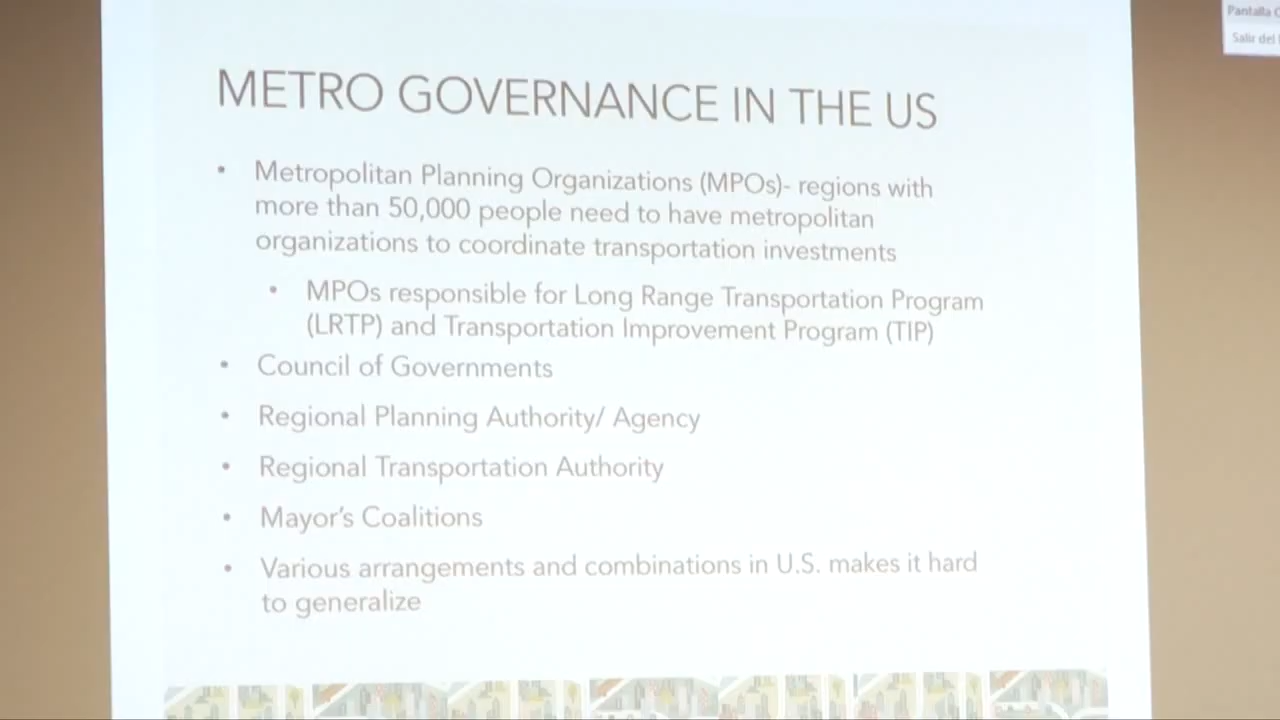 METRO GOVERNANCE IN THE US
• Metropolitan Planning Organizations (MPOs)- regions with
more than 50,000 people need to have metropolitan
organizations to coordinate transportation investments
• MPOs responsible for Long Range Transportation Program
(LRTP) and Transportation Improvement Program (TIP)
• Council of Governments
• Regional Planning Authority/ Agency
• Regional Transportation Authority
• Mayor's Coalitions
• Various arrangements and combinations in U.S. makes it hard
to generalize
Pantalla
Salir del